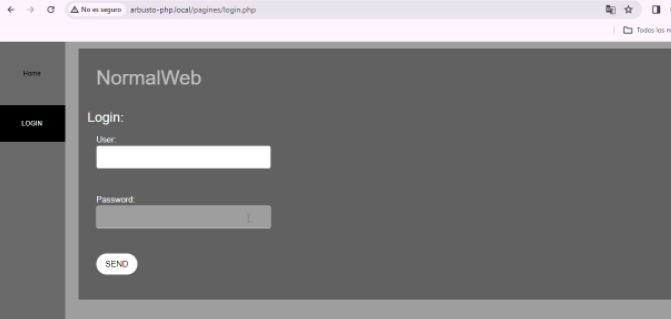 No es seguro arbusto-php.local/pagines/login.php
Todos los m
Home
NormalWeb
LOGIN
Login:
User:
Password:
SEND